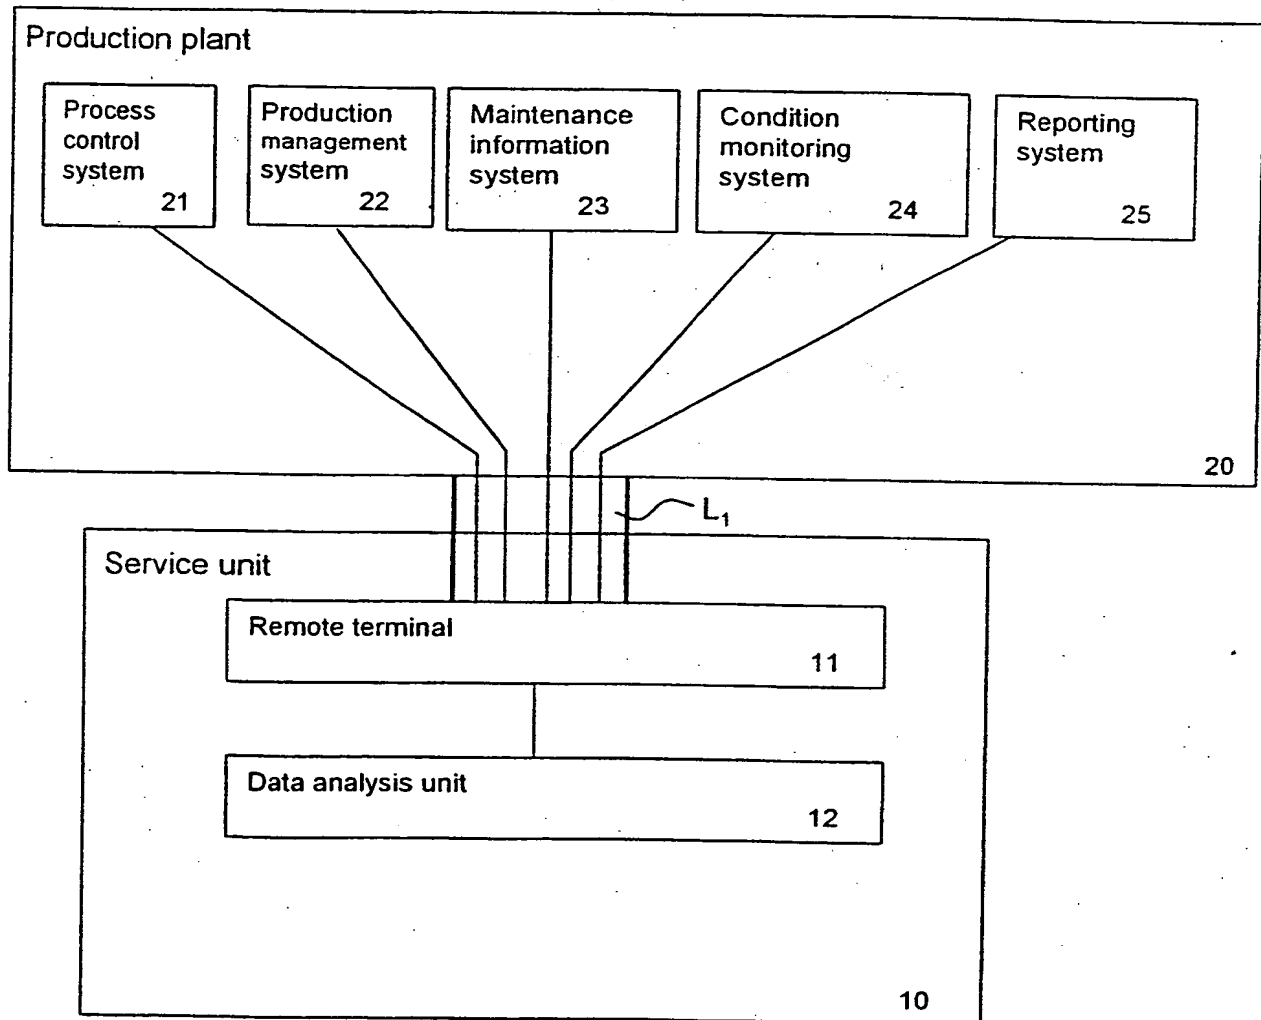 Production plant
Process
control
system
21
Production
management
system
22
Maintenance
information
system
23
Condition
monitoring
system
24
Reporting
system
25
20
L1
Service unit
Remote terminal
11
Data analysis unit
12
10